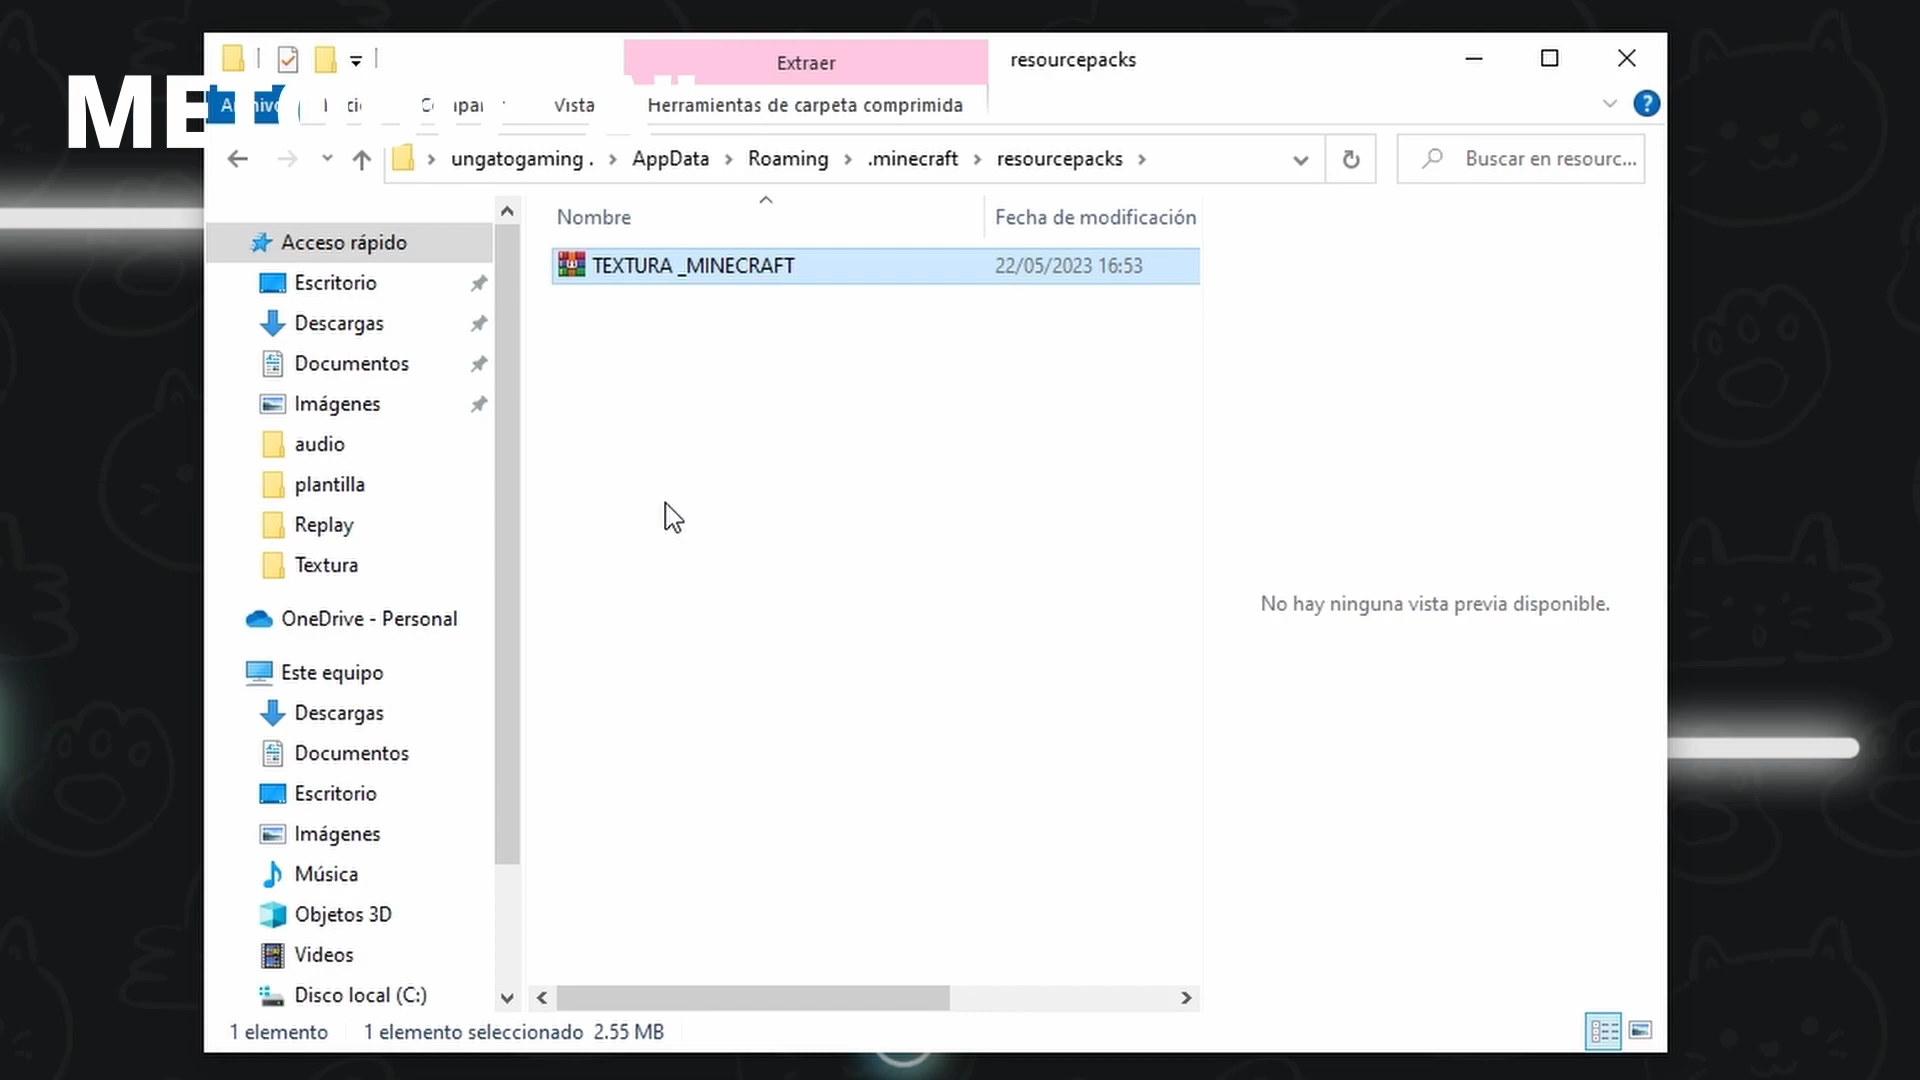 Extraer
resourcepacks
Vista
Herramientas de carpeta comprimida
ungatogaming . > AppData > Roaming > .minecraft > resourcepacks >
Buscar en resourc...
Nombre
Fecha de modificación
Acceso rápido
TEXTURA _MINECRAFT
22/05/2023 16:53
Escritorio
Descargas
Documentos
Imágenes
audio
plantilla
Replay
Textura
No hay ninguna vista previa disponible.
OneDrive - Personal
Este equipo
Descargas
Documentos
Escritorio
Imágenes
Música
Objetos 3D
Videos
Disco local (C:)
1 elemento
1 elemento seleccionado 2.55 MB